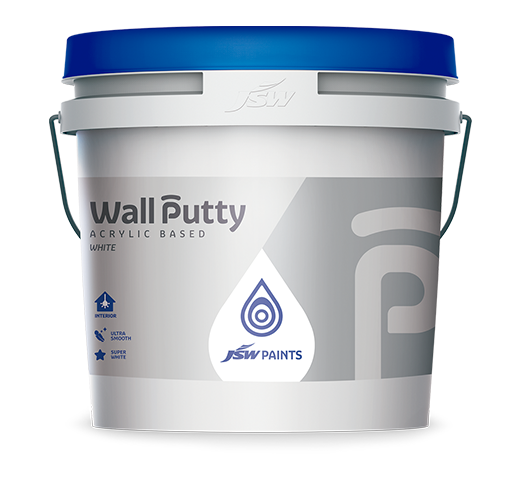 JSW
Wall Putty
ACRYLIC BASED
WHITE
INTERIOR
ULTRA
SMOOTH
SUPER
WHITE
JSW PAINTS
P